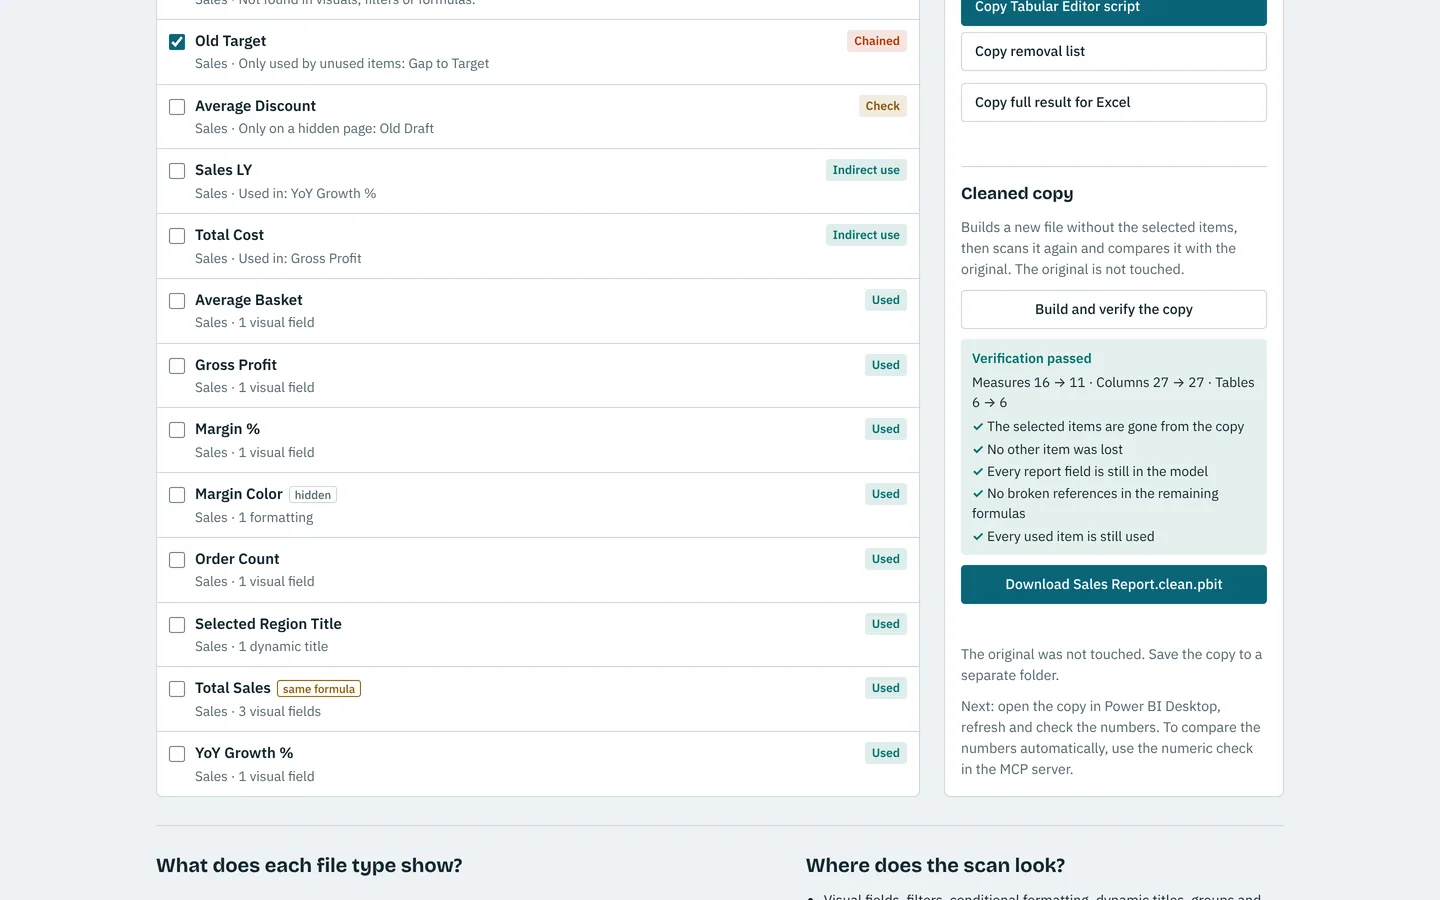 Sales · Not found in visuals, filters or formulas.
Old Target
Chained
Sales · Only used by unused items: Gap to Target
Average Discount
Check
Sales · Only on a hidden page: Old Draft
Sales LY
Indirect use
Sales · Used in: YoY Growth %
Total Cost
Indirect use
Sales · Used in: Gross Profit
Average Basket
Used
Sales · 1 visual field
Gross Profit
Used
Sales · 1 visual field
Margin %
Used
Sales · 1 visual field
Margin Color hidden
Used
Sales · 1 formatting
Order Count
Used
Sales · 1 visual field
Selected Region Title
Used
Sales · 1 dynamic title
Total Sales same formula
Used
Sales · 3 visual fields
YoY Growth %
Used
Sales · 1 visual field
Copy Tabular Editor script
Copy removal list
Copy full result for Excel
Cleaned copy
Builds a new file without the selected items,
then scans it again and compares it with the
original. The original is not touched.
Build and verify the copy
Verification passed
Measures 16 → 11 · Columns 27 → 27 · Tables
6 → 6
✓ The selected items are gone from the copy
✓ No other item was lost
✓ Every report field is still in the model
✓ No broken references in the remaining
formulas
✓ Every used item is still used
Download Sales Report.clean.pbit
The original was not touched. Save the copy to a
separate folder.
Next: open the copy in Power BI Desktop,
refresh and check the numbers. To compare the
numbers automatically, use the numeric check
in the MCP server.
What does each file type show?
Where does the scan look?
• Visual fields, filters, conditional formatting, dynamic titles, groups and